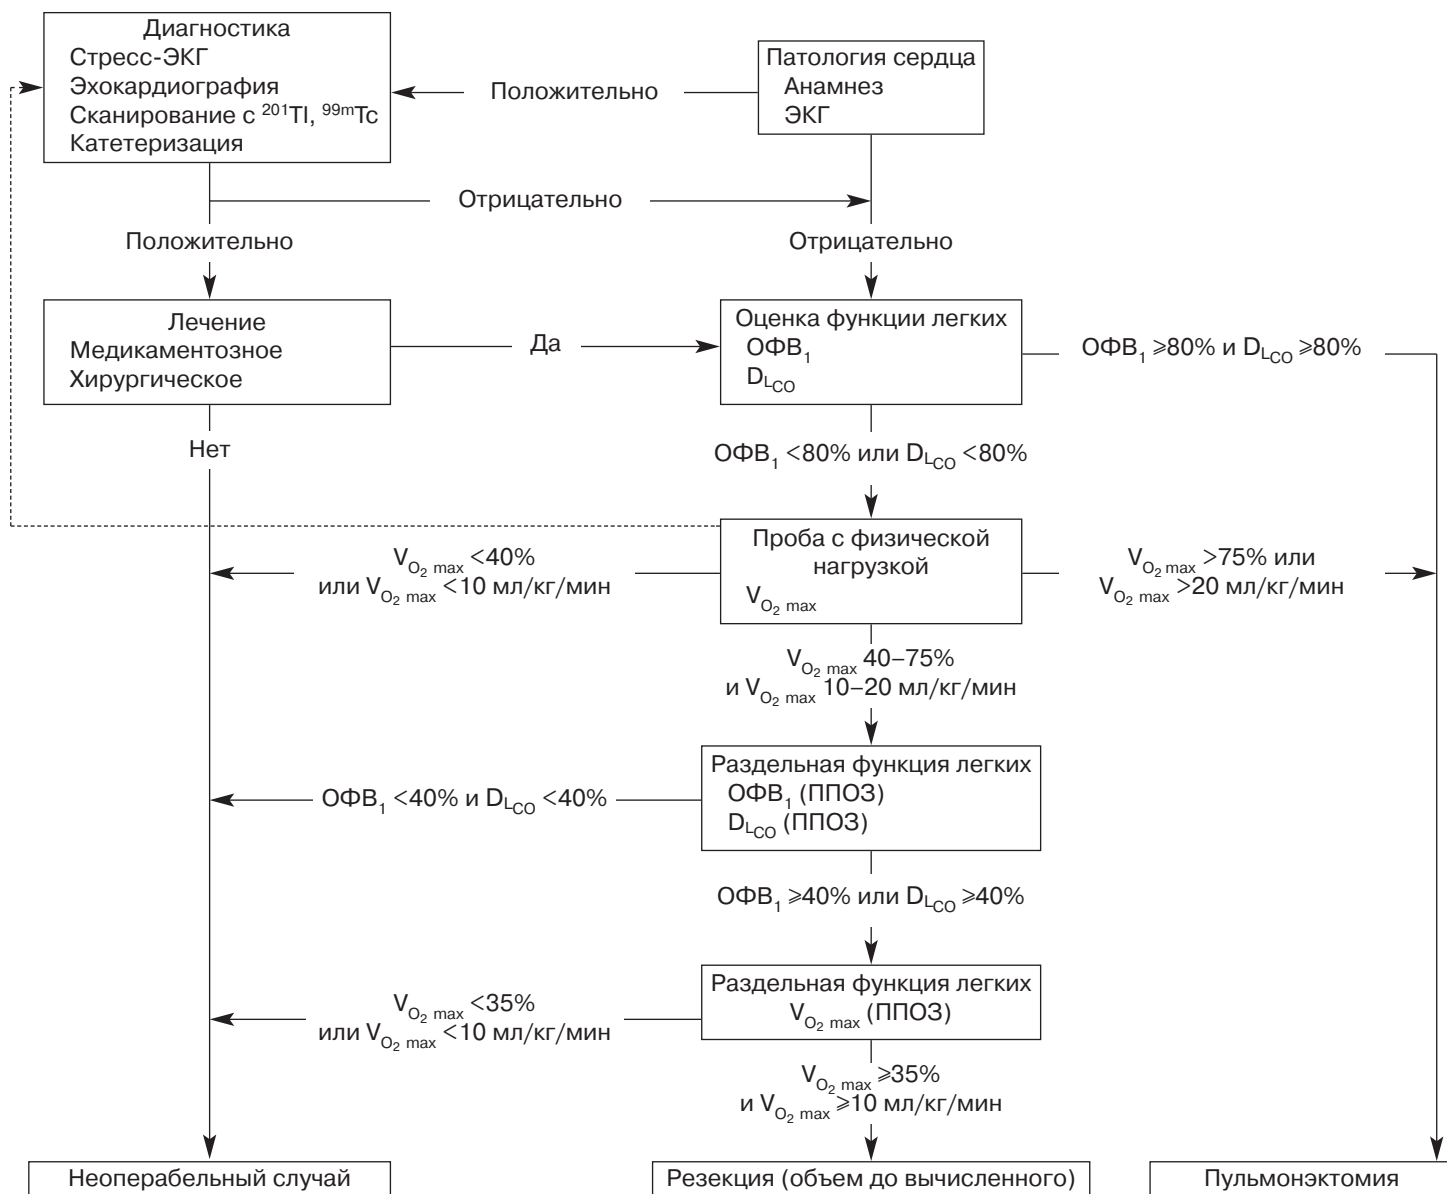 Диагностика
Стресс-ЭКГ
Эхокардиография
Сканирование с ²⁰¹Tl, ⁹⁹ᵐTc
Катетеризация
Положительно
Патология сердца
Анамнез
ЭКГ
Отрицательно
Положительно
Отрицательно
Лечение
Медикаментозное
Хирургическое
Да
Оценка функции легких
ОФВ₁
D_LCO
ОФВ₁ ⩾80% и D_LCO ⩾80%
Нет
ОФВ₁ <80% или D_LCO <80%
V_O₂ max <40%
или V_O₂ max <10 мл/кг/мин
Проба с физической
нагрузкой
V_O₂ max
V_O₂ max >75% или
V_O₂ max >20 мл/кг/мин
V_O₂ max 40–75%
и V_O₂ max 10–20 мл/кг/мин
ОФВ₁ <40% и D_LCO <40%
Раздельная функция легких
ОФВ₁ (ППОЗ)
D_LCO (ППОЗ)
ОФВ₁ ⩾40% или D_LCO ⩾40%
V_O₂ max <35%
или V_O₂ max <10 мл/кг/мин
Раздельная функция легких
V_O₂ max (ППОЗ)
V_O₂ max ⩾35%
и V_O₂ max ⩾10 мл/кг/мин
Неоперабельный случай
Резекция (объем до вычисленного)
Пульмонэктомия